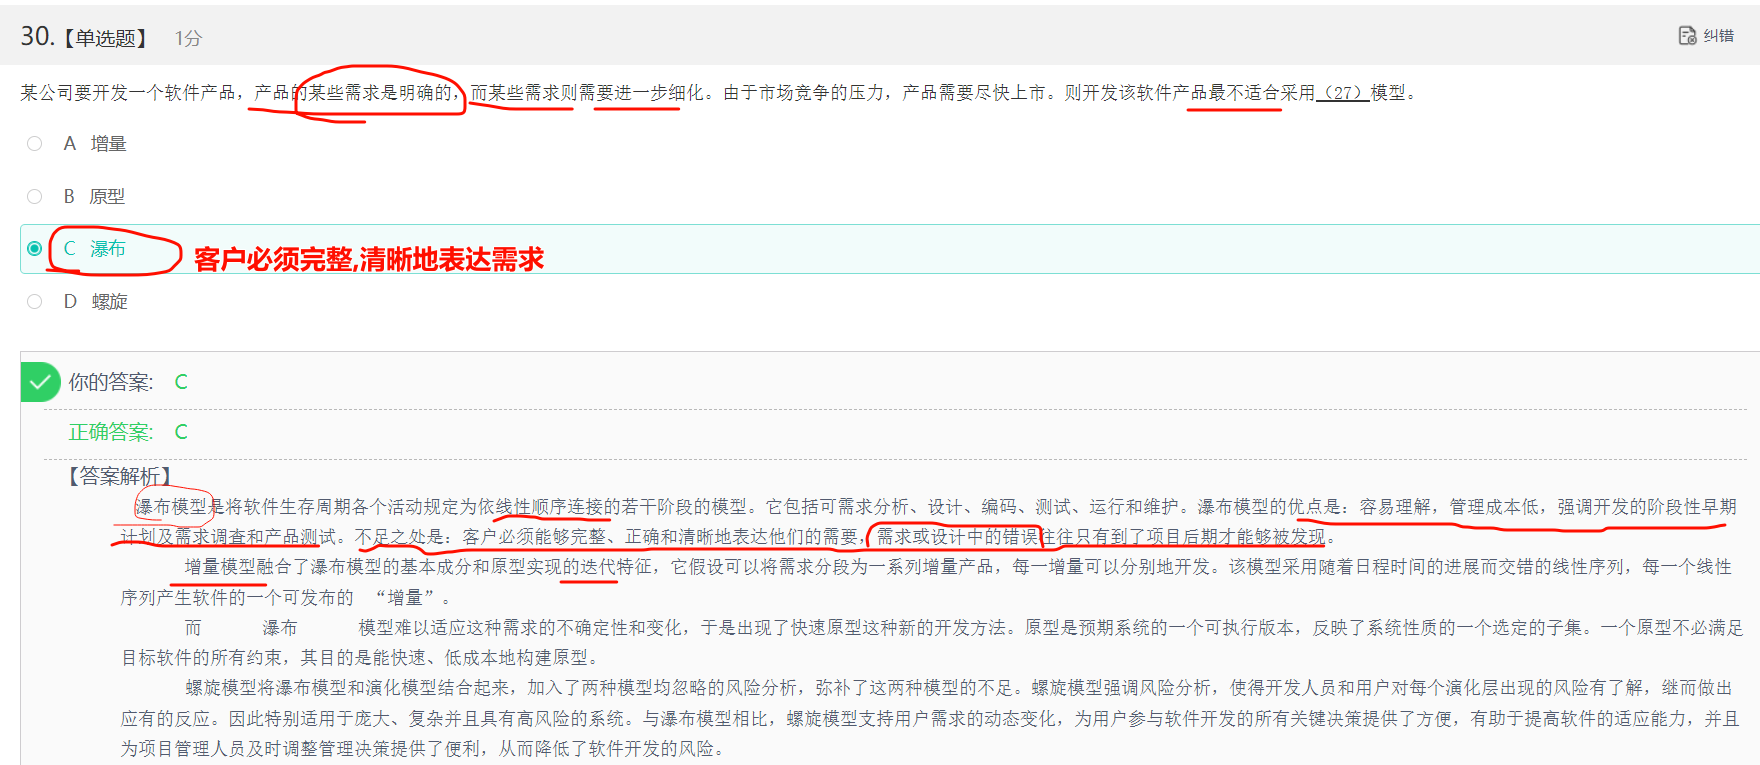 30.【单选题】 1分 纠错
某公司要开发一个软件产品，产品的某些需求是明确的，而某些需求则需要进一步细化。由于市场竞争的压力，产品需要尽快上市。则开发该软件产品最不适合采用（27）模型。
A 增量
B 原型
C 瀑布 客户必须完整,清晰地表达需求
D 螺旋
你的答案: C
正确答案: C
【答案解析】
瀑布模型是将软件生存周期各个活动规定为依线性顺序连接的若干阶段的模型。它包括可需求分析、设计、编码、测试、运行和维护。瀑布模型的优点是：容易理解，管理成本低，强调开发的阶段性早期
计划及需求调查和产品测试。不足之处是：客户必须能够完整、正确和清晰地表达他们的需要，需求或设计中的错误往往只有到了项目后期才能够被发现。
增量模型融合了瀑布模型的基本成分和原型实现的迭代特征，它假设可以将需求分段为一系列增量产品，每一增量可以分别地开发。该模型采用随着日程时间的进展而交错的线性序列，每一个线性
序列产生软件的一个可发布的 “增量”。
而 瀑布 模型难以适应这种需求的不确定性和变化，于是出现了快速原型这种新的开发方法。原型是预期系统的一个可执行版本，反映了系统性质的一个选定的子集。一个原型不必满足
目标软件的所有约束，其目的是能快速、低成本地构建原型。
螺旋模型将瀑布模型和演化模型结合起来，加入了两种模型均忽略的风险分析，弥补了这两种模型的不足。螺旋模型强调风险分析，使得开发人员和用户对每个演化层出现的风险有了解，继而做出
应有的反应。因此特别适用于庞大、复杂并且具有高风险的系统。与瀑布模型相比，螺旋模型支持用户需求的动态变化，为用户参与软件开发的所有关键决策提供了方便，有助于提高软件的适应能力，并且
为项目管理人员及时调整管理决策提供了便利，从而降低了软件开发的风险。